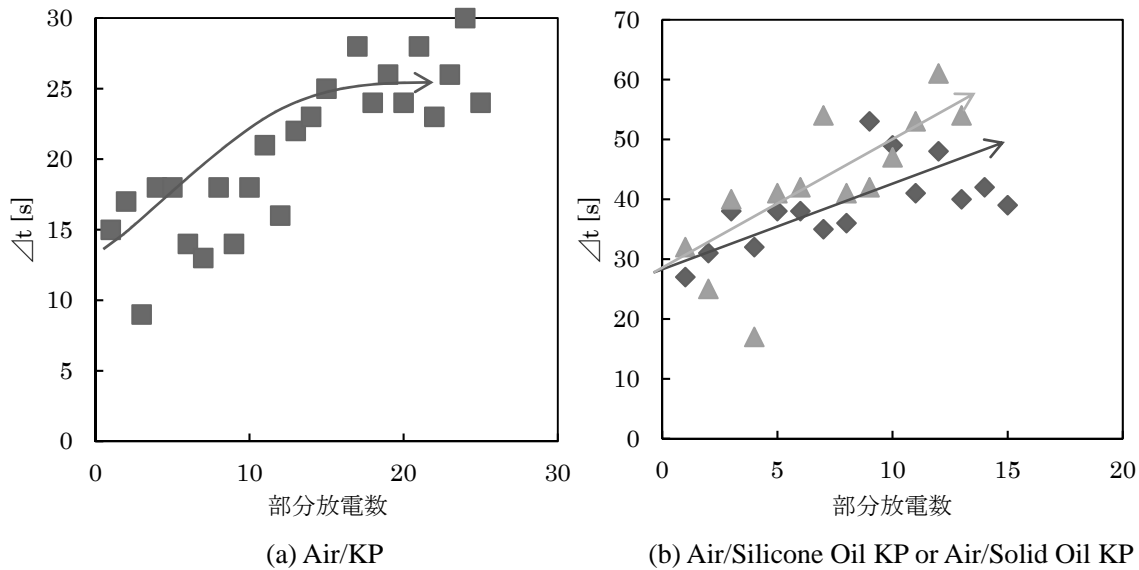 30
25
20
15
10
5
0
⊿t [s]
0 10 20 30
部分放電数
(a) Air/KP
70
60
50
40
30
20
10
0
⊿t [s]
0 5 10 15 20
部分放電数
(b) Air/Silicone Oil KP or Air/Solid Oil KP